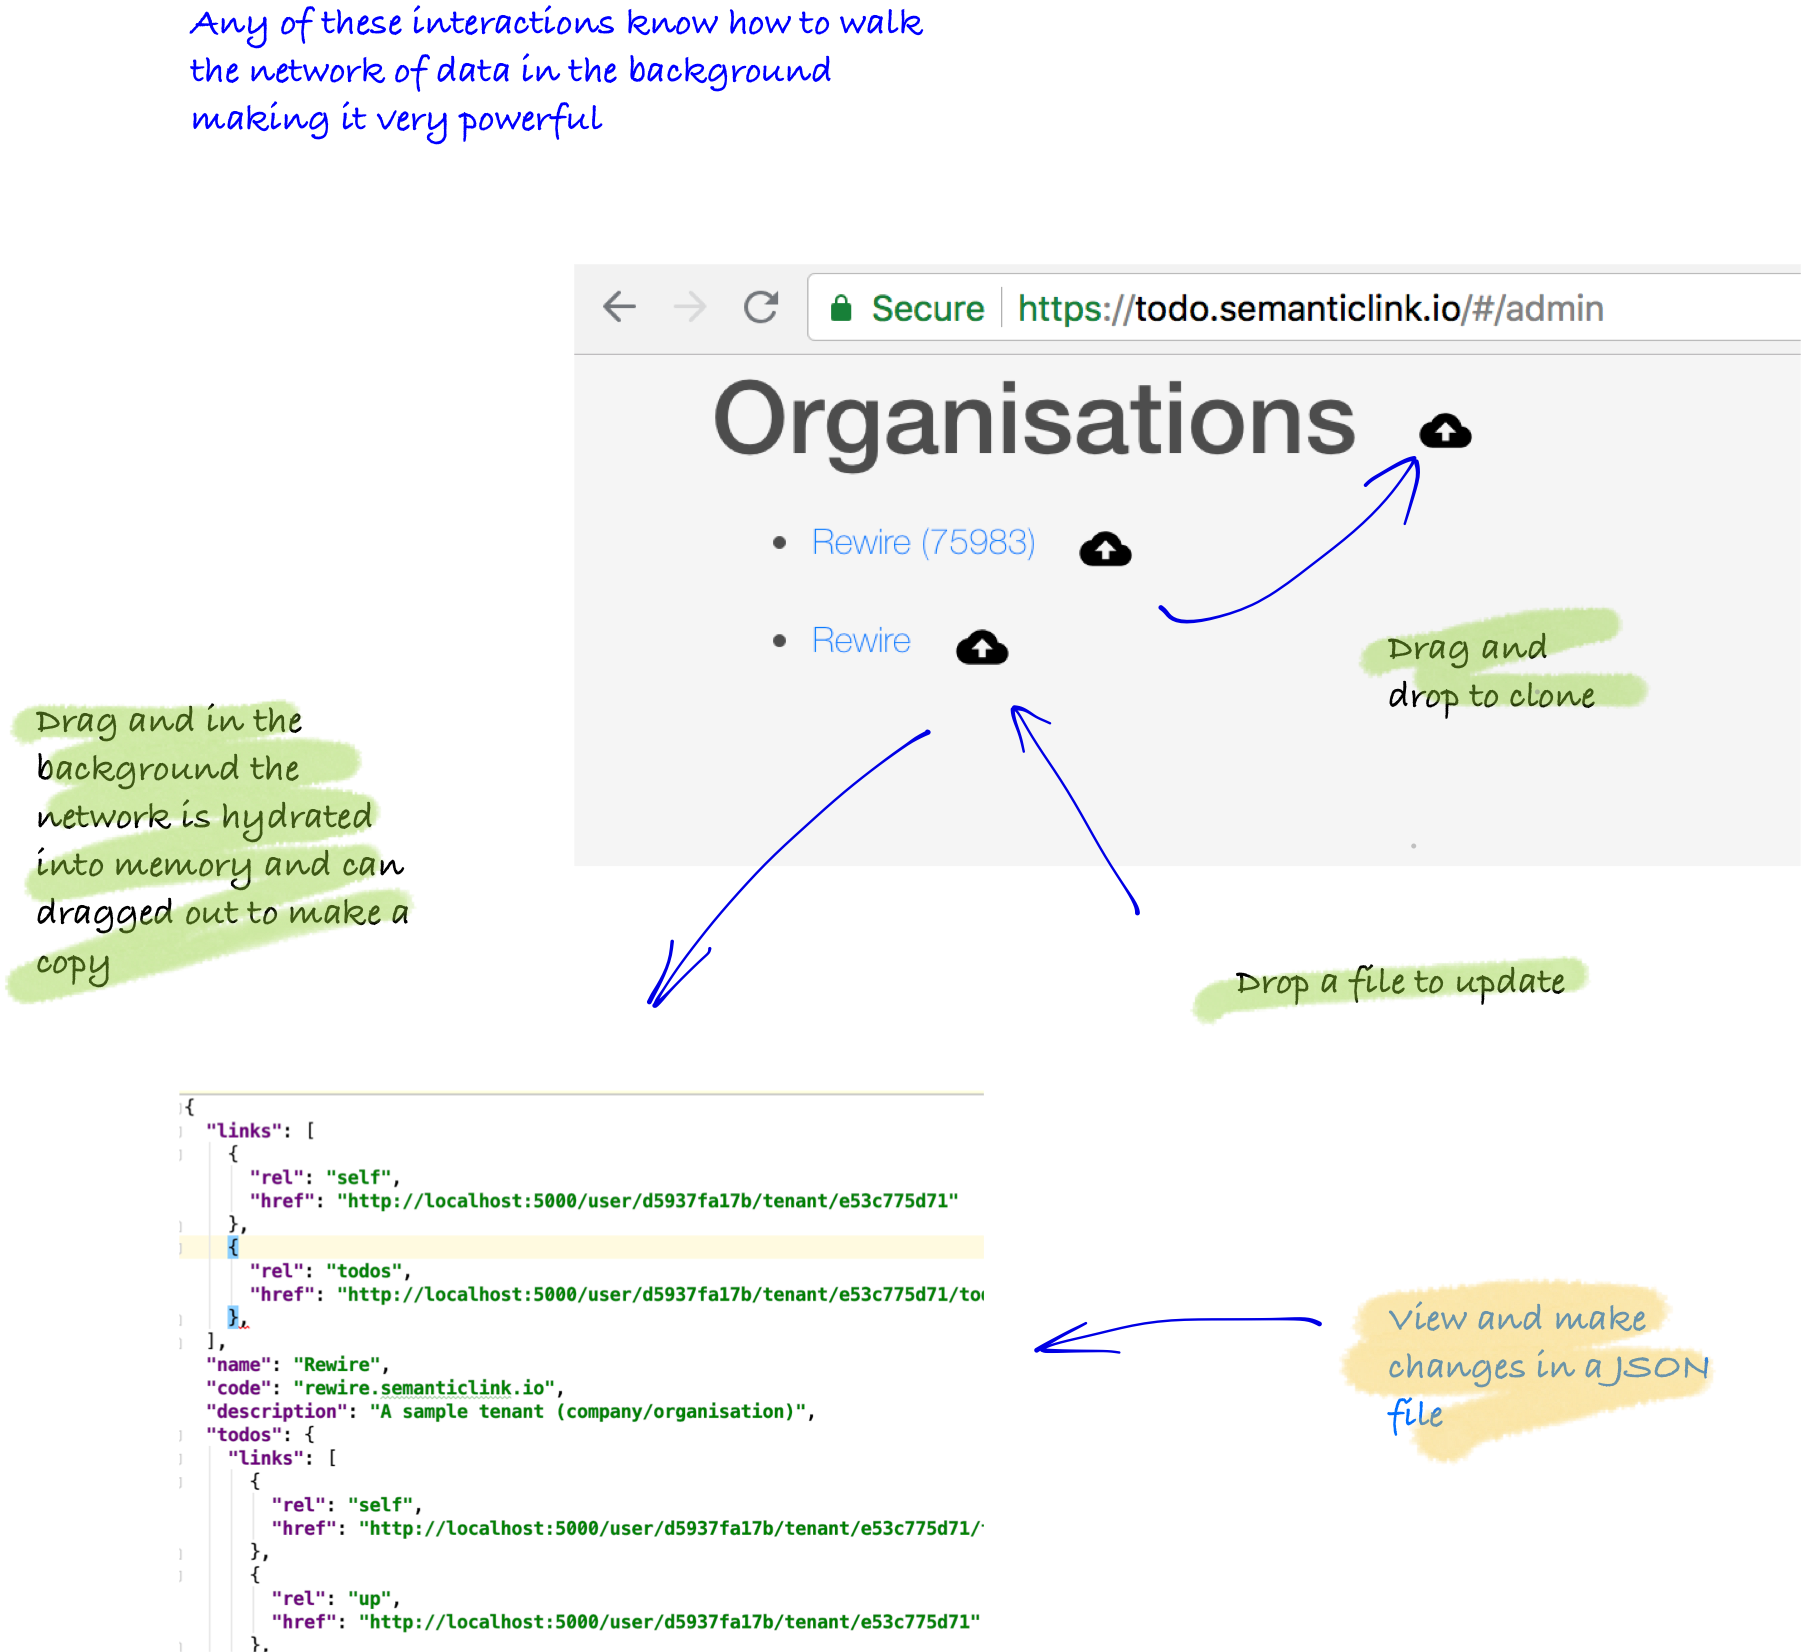 Any of these interactions know how to walk
the network of data in the background
making it very powerful
Secure
https://todo.semanticlink.io/#/admin
Organisations
Rewire (75983)
Rewire
Drag and
drop to clone
Drag and in the
background the
network is hydrated
into memory and can
dragged out to make a
copy
Drop a file to update
{
"links": [
{
"rel": "self",
"href": "http://localhost:5000/user/d5937fa17b/tenant/e53c775d71"
},
{
"rel": "todos",
"href": "http://localhost:5000/user/d5937fa17b/tenant/e53c775d71/to
},
],
"name": "Rewire",
"code": "rewire.semanticlink.io",
"description": "A sample tenant (company/organisation)",
"todos": {
"links": [
{
"rel": "self",
"href": "http://localhost:5000/user/d5937fa17b/tenant/e53c775d71/
},
{
"rel": "up",
"href": "http://localhost:5000/user/d5937fa17b/tenant/e53c775d71"
},
View and make
changes in a JSON
file